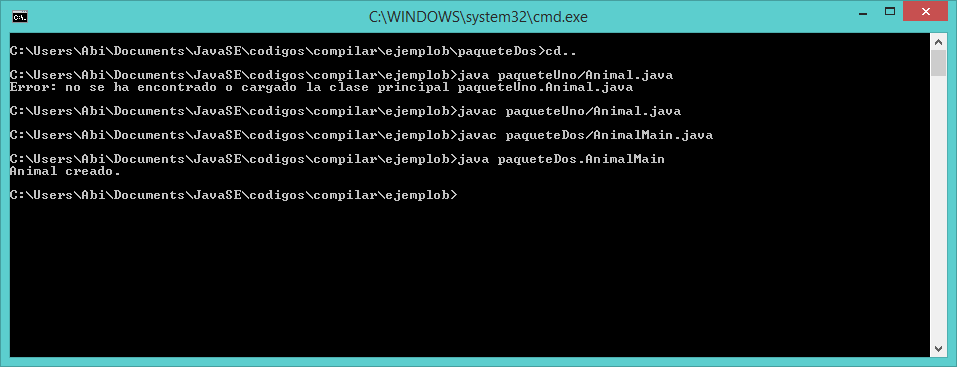 C:\WINDOWS\system32\cmd.exe
C:\Users\Abi\Documents\JavaSE\codigos\compilar\ejemplob\paqueteDos>cd..
C:\Users\Abi\Documents\JavaSE\codigos\compilar\ejemplob>java paqueteUno/Animal.java
Error: no se ha encontrado o cargado la clase principal paqueteUno.Animal.java
C:\Users\Abi\Documents\JavaSE\codigos\compilar\ejemplob>javac paqueteUno/Animal.java
C:\Users\Abi\Documents\JavaSE\codigos\compilar\ejemplob>javac paqueteDos/AnimalMain.java
C:\Users\Abi\Documents\JavaSE\codigos\compilar\ejemplob>java paqueteDos.AnimalMain
Animal creado.
C:\Users\Abi\Documents\JavaSE\codigos\compilar\ejemplob>